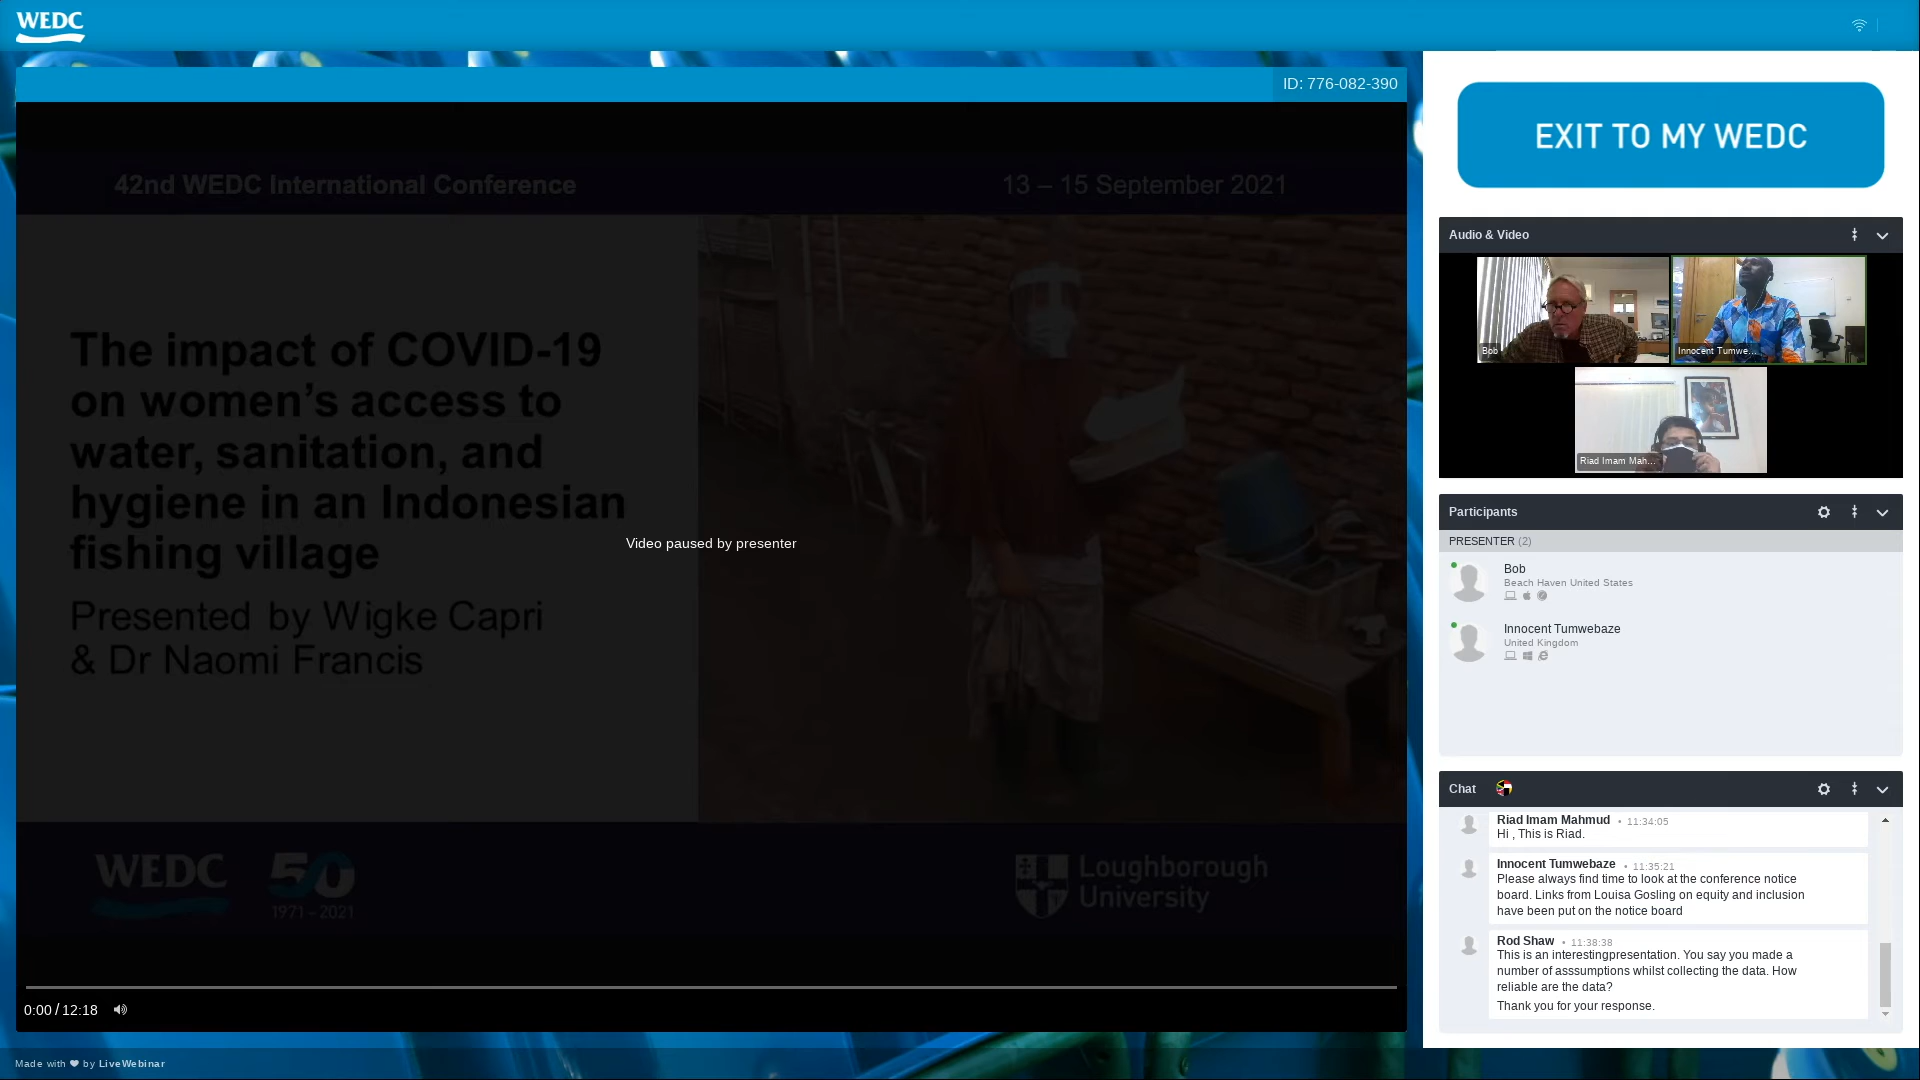 WEDC
ID: 776-082-390
42nd WEDC International Conference
13 – 15 September 2021
The impact of COVID-19
on women's access to
water, sanitation, and
hygiene in an Indonesian
fishing village
Presented by Wigke Capri
& Dr Naomi Francis
Video paused by presenter
WEDC
50
1971 – 2021
Loughborough
University
0:00 / 12:18
Made with by LiveWebinar
EXIT TO MY WEDC
Audio & Video
Bob
Innocent Tumwe...
Riad Imam Mah...
Participants
PRESENTER (2)
Bob
Beach Haven United States
Innocent Tumwebaze
United Kingdom
Chat
Riad Imam Mahmud • 11:34:05
Hi , This is Riad.
Innocent Tumwebaze • 11:35:21
Please always find time to look at the conference notice
board. Links from Louisa Gosling on equity and inclusion
have been put on the notice board
Rod Shaw • 11:38:38
This is an interestingpresentation. You say you made a
number of asssumptions whilst collecting the data. How
reliable are the data?
Thank you for your response.